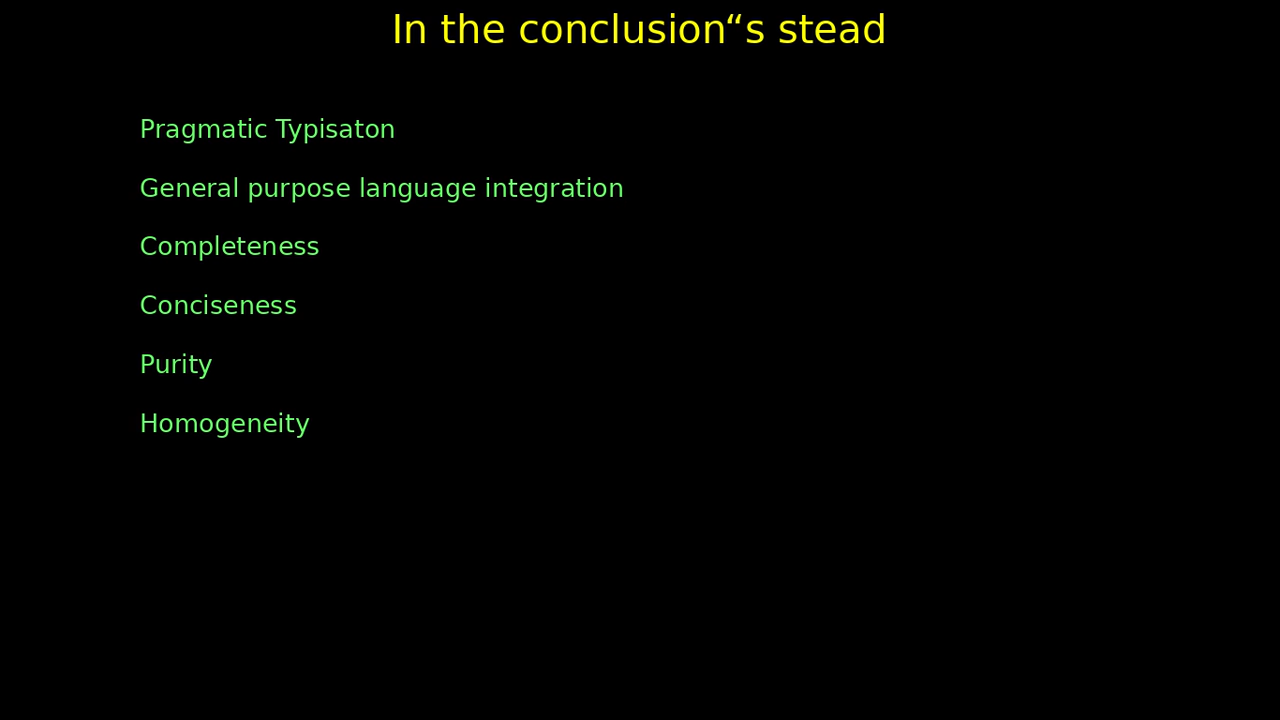 In the conclusion“s stead
Pragmatic Typisaton
General purpose language integration
Completeness
Conciseness
Purity
Homogeneity